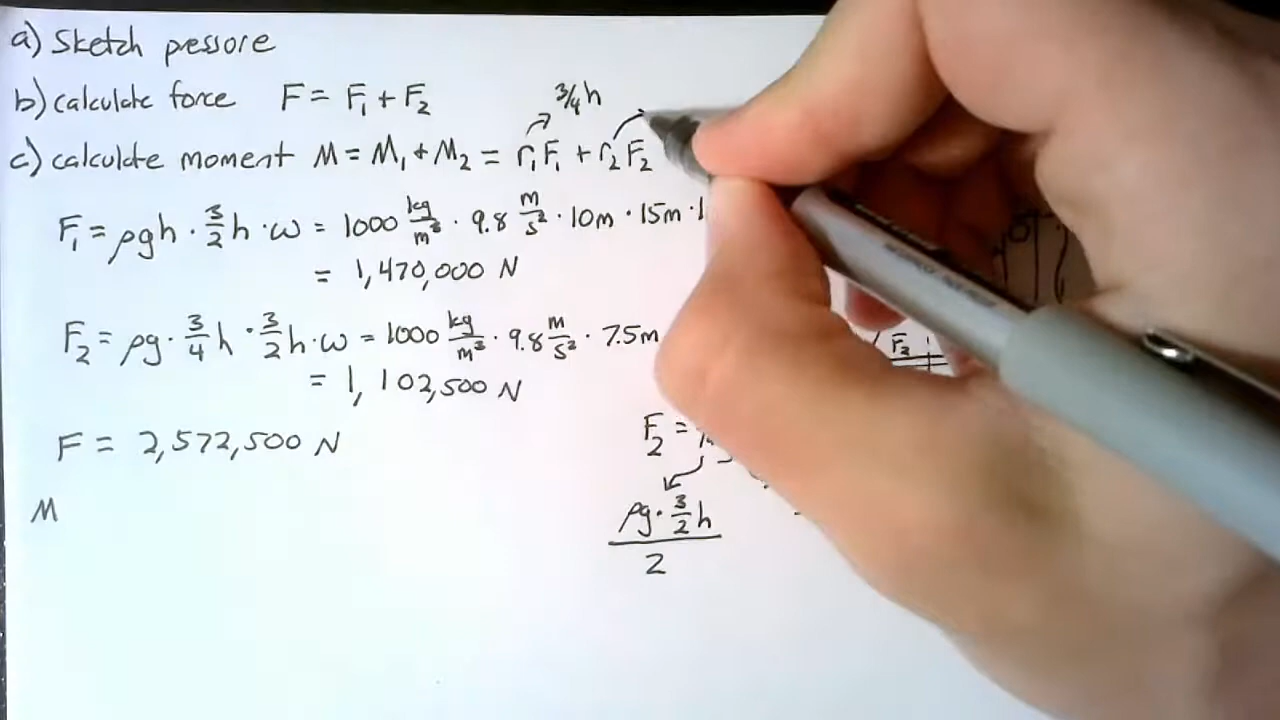 a) Sketch pressore
b) calculate force F = F₁ + F₂
3/4 h
c) calculate moment M = M₁ + M₂ = r₁F₁ + r₂F₂
F₁ = ρgh · 3/2 h · ω = 1000 kg/m³ · 9.8 m/s² · 10m · 15m · 1
= 1,470,000 N
F₂ = ρg · 3/4 h · 3/2 h · ω = 1000 kg/m³ · 9.8 m/s² · 7.5m
= 1,102,500 N
F = 2,572,500 N
M
F₂
F₂ =
ρg · 3/2 h
2